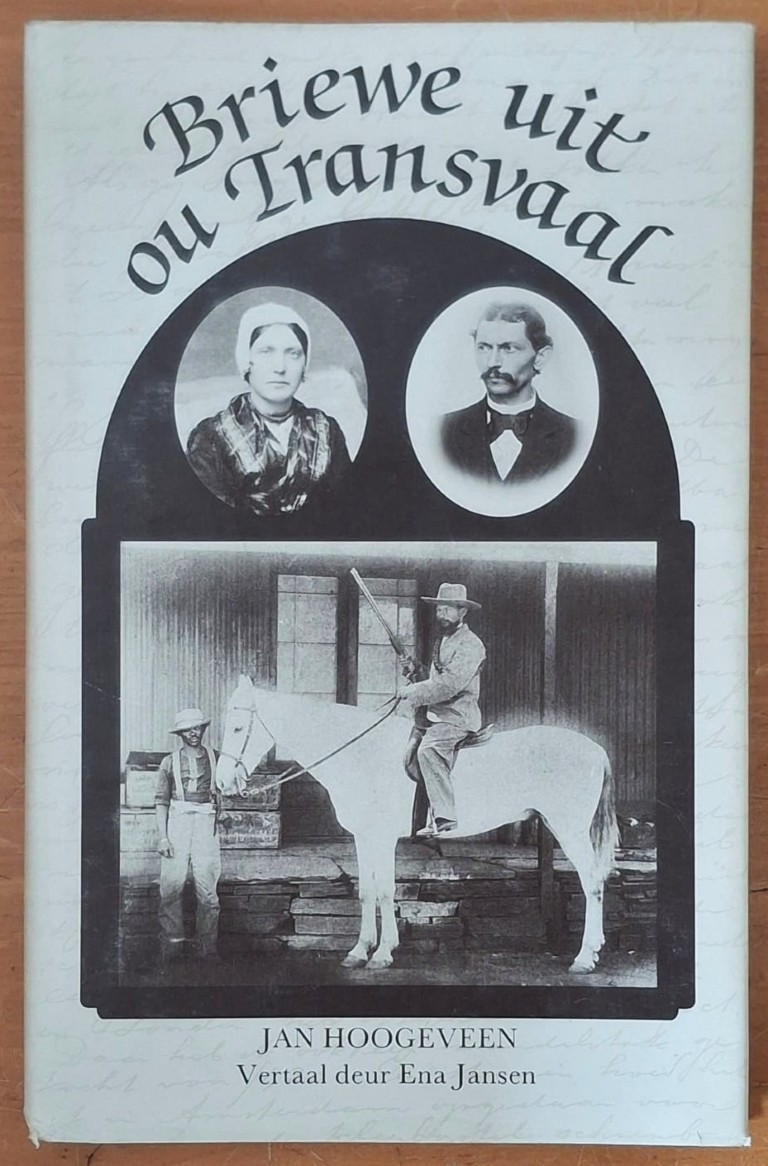 Briewe uit
ou Transvaal
JAN HOOGEVEEN
Vertaal deur Ena Jansen